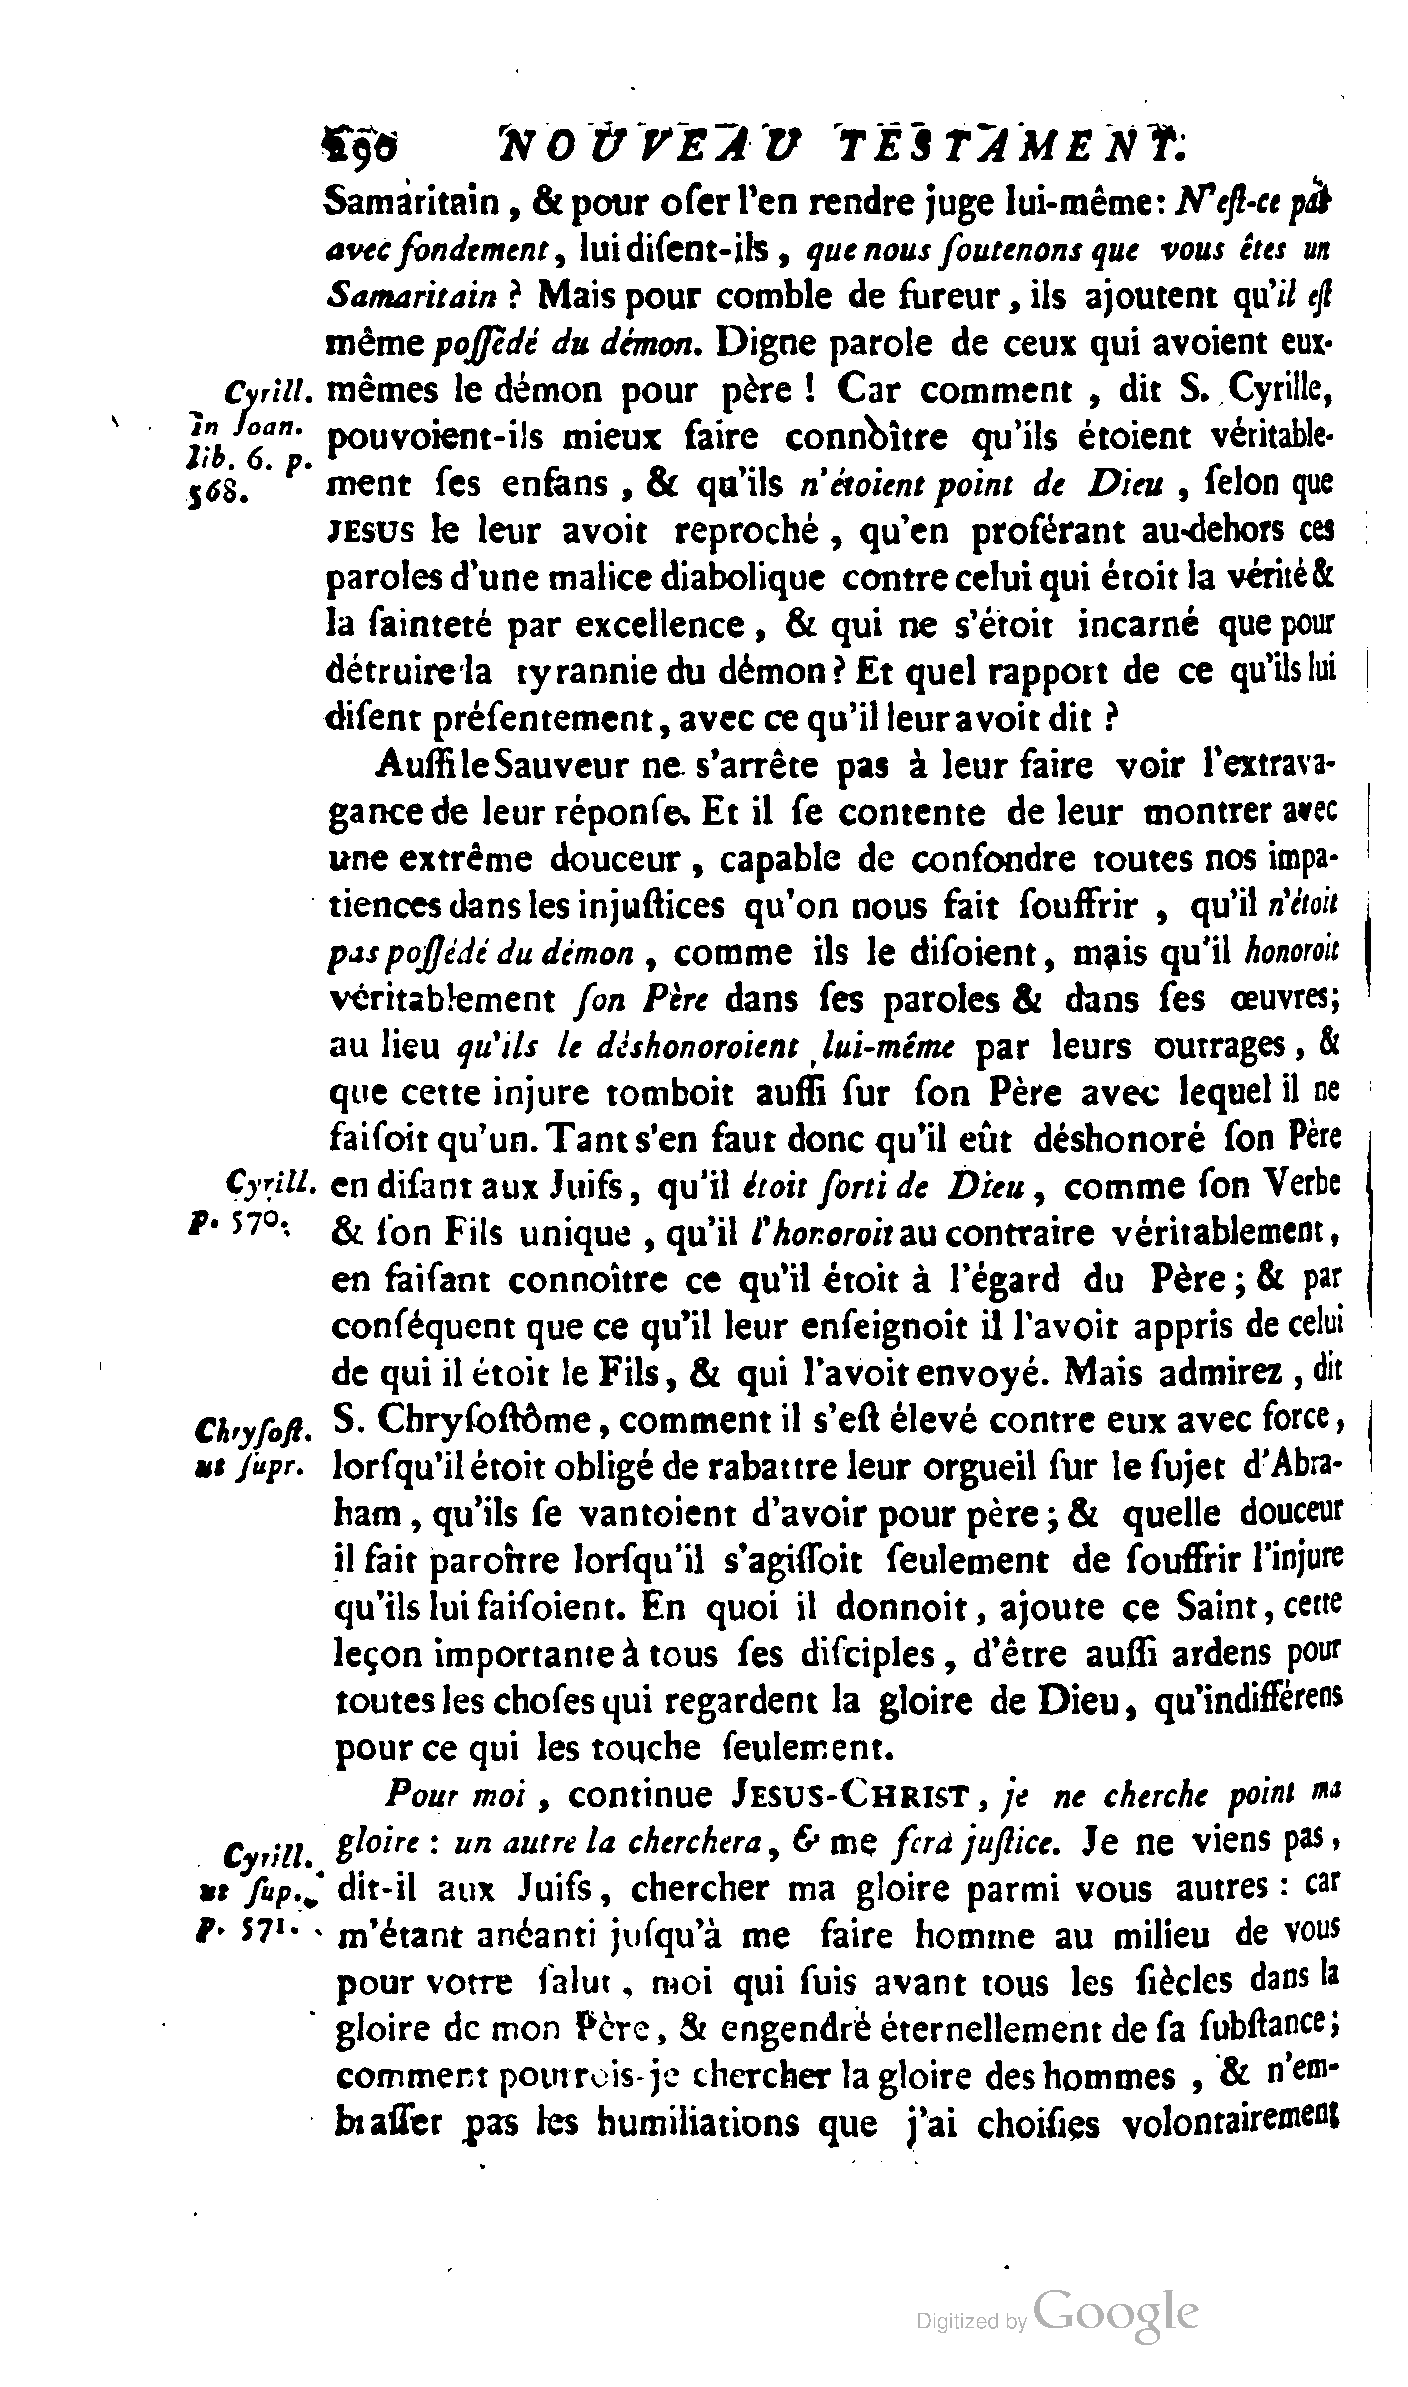 290 NOUVEAU TESTAMENT.
Samaritain, & pour oſer l'en rendre juge lui-même: N'eſt-ce pas
avec fondement, lui diſent-ils, que nous ſoutenons que vous êtes un
Samaritain ? Mais pour comble de fureur, ils ajoutent qu'il eſt
même poſſédé du démon. Digne parole de ceux qui avoient eux-
Cyrill. mêmes le démon pour père ! Car comment, dit S. Cyrille,
in Joan. pouvoient-ils mieux faire connoître qu'ils étoient véritable-
lib. 6. p.
568. ment ſes enfans, & qu'ils n'étoient point de Dieu, ſelon que
JESUS le leur avoit reproché, qu'en proférant au-dehors ces
paroles d'une malice diabolique contre celui qui étoit la vérité &
la ſainteté par excellence, & qui ne s'étoit incarné que pour
détruire la tyrannie du démon ? Et quel rapport de ce qu'ils lui
diſent préſentement, avec ce qu'il leur avoit dit ?
Auſſi le Sauveur ne s'arrête pas à leur faire voir l'extrava-
gance de leur réponſe. Et il ſe contente de leur montrer avec
une extrême douceur, capable de confondre toutes nos impa-
tiences dans les injuſtices qu'on nous fait ſouffrir, qu'il n'étoit
pas poſſédé du démon, comme ils le diſoient, mais qu'il honoroit
véritablement ſon Père dans ſes paroles & dans ſes œuvres;
au lieu qu'ils le déshonoroient lui-même par leurs outrages, &
que cette injure tomboit auſſi ſur ſon Père avec lequel il ne
faiſoit qu'un. Tant s'en faut donc qu'il eût déshonoré ſon Père
Cyrill. en diſant aux Juifs, qu'il étoit ſorti de Dieu, comme ſon Verbe
p. 570. & ſon Fils unique, qu'il l'honoroit au contraire véritablement,
en faiſant connoître ce qu'il étoit à l'égard du Père; & par
conſéquent que ce qu'il leur enſeignoit il l'avoit appris de celui
de qui il étoit le Fils, & qui l'avoit envoyé. Mais admirez, dit
Chryſoſt. S. Chryſoſtôme, comment il s'eſt élevé contre eux avec force,
ut ſupr. lorſqu'il étoit obligé de rabattre leur orgueil ſur le ſujet d'Abra-
ham, qu'ils ſe vantoient d'avoir pour père; & quelle douceur
il fait paroître lorſqu'il s'agiſſoit ſeulement de ſouffrir l'injure
qu'ils lui faiſoient. En quoi il donnoit, ajoute ce Saint, cette
leçon importante à tous ſes diſciples, d'être auſſi ardens pour
toutes les choſes qui regardent la gloire de Dieu, qu'indifférens
pour ce qui les touche ſeulement.
Pour moi, continue JESUS-CHRIST, je ne cherche point ma
Cyrill. gloire : un autre la cherchera, & me ſera juſtice. Je ne viens pas,
ut ſup. dit-il aux Juifs, chercher ma gloire parmi vous autres : car
p. 571. m'étant anéanti juſqu'à me faire homme au milieu de vous
pour votre ſalut, moi qui ſuis avant tous les ſiècles dans la
gloire de mon Père, & engendré éternellement de ſa ſubſtance;
comment pourrois-je chercher la gloire des hommes, & n'em-
braſſer pas les humiliations que j'ai choiſies volontairement
Digitized by Google